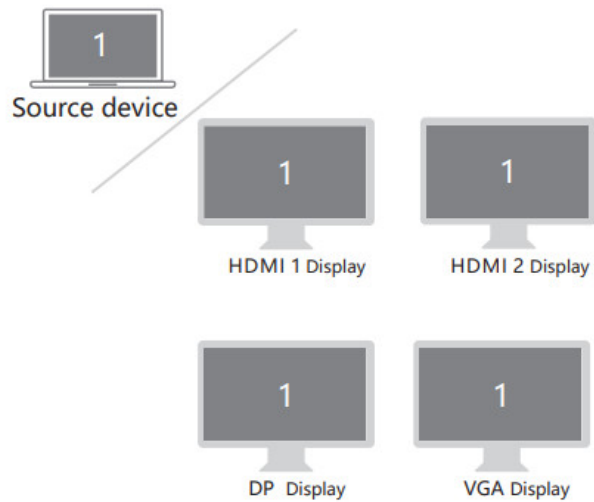 1
Source device
1
1
HDMI 1 Display
HDMI 2 Display
1
1
DP Display
VGA Display